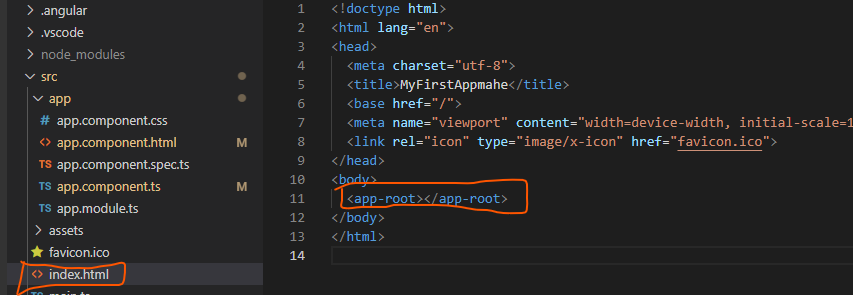 .angular
.vscode
node_modules
src
app
# app.component.css
<> app.component.html M
TS app.component.spec.ts
TS app.component.ts M
TS app.module.ts
assets
favicon.ico
<> index.html
1 <!doctype html>
2 <html lang="en">
3 <head>
4 <meta charset="utf-8">
5 <title>MyFirstAppmahe</title>
6 <base href="/">
7 <meta name="viewport" content="width=device-width, initial-scale=1
8 <link rel="icon" type="image/x-icon" href="favicon.ico">
9 </head>
10 <body>
11 <app-root></app-root>
12 </body>
13 </html>
14